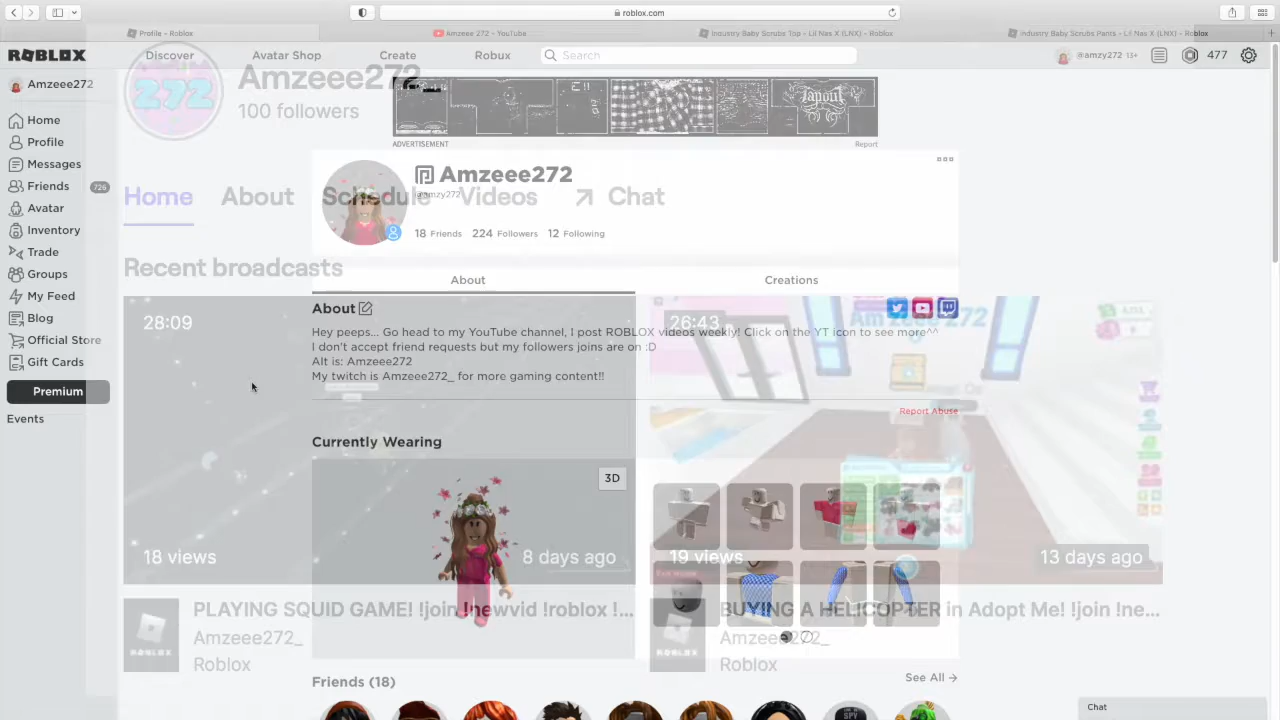 roblox.com
Profile - Roblox
Amzeee 272 - YouTube
Industry Baby Scrubs Top - Lil Nas X (LNX) - Roblox
Industry Baby Scrubs Pants - Lil Nas X (LNX) - Roblox
ROBLOX
Discover
Avatar Shop
Create
Robux
Search
@amzy272 13+
477
Amzeee272
272
Amzeee272
100 followers
Layout
ADVERTISEMENT
Report
Home
Profile
Messages
Friends
726
Avatar
Inventory
Trade
Groups
My Feed
Blog
Official Store
Gift Cards
Premium
Events
Amzeee272
@amzy272
18 Friends 224 Followers 12 Following
Home
About
Schedule
Videos
Chat
Recent broadcasts
About
Creations
28:09
26:43
About
Hey peeps... Go head to my YouTube channel, I post ROBLOX videos weekly! Click on the YT icon to see more^^
I don't accept friend requests but my followers joins are on :D
Alt is: Amzeee272
My twitch is Amzeee272_ for more gaming content!!
Report Abuse
Currently Wearing
3D
18 views
8 days ago
19 views
13 days ago
PLAYING SQUID GAME! !join !newvid !roblox !...
Amzeee272_
Roblox
BUYING A HELICOPTER in Adopt Me! !join !ne...
Amzeee272_
Roblox
ROBLOX
ROBLOX
Friends (18)
See All
SPY
Chat